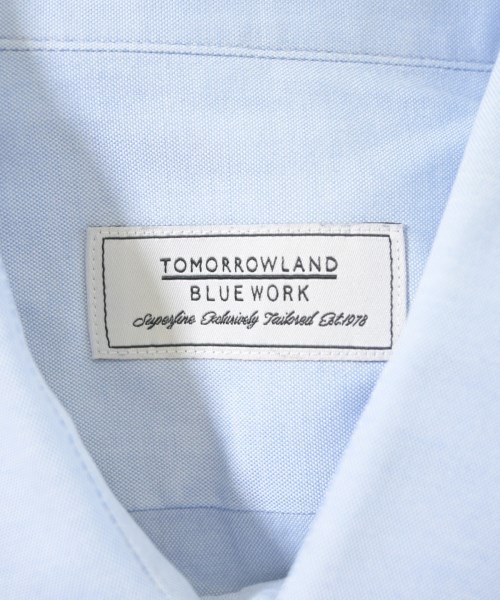 TOMORROWLAND
BLUE WORK
Superfine Exclusively Tailored Est.1978